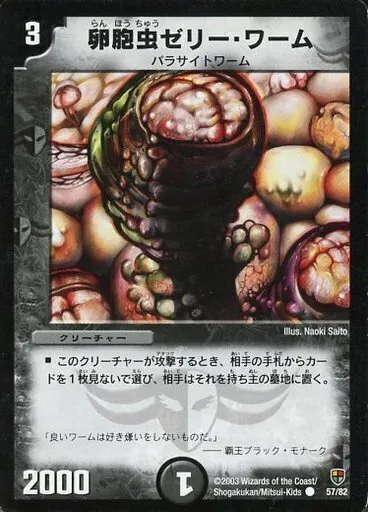 3
らん ほう ちゅう
卵胞虫ゼリー・ワーム
パラサイトワーム
Illus. Naoki Saito
クリーチャー
■ このクリーチャーが攻撃するとき、相手の手札からカー
ドを1枚見ないで選び、相手はそれを持ち主の墓地に置く。
「良いワームは好き嫌いをしないものだ。」
―― 覇王ブラック・モナーク
2000
1
©2003 Wizards of the Coast/
Shogakukan/Mitsui-Kids ● 57/82